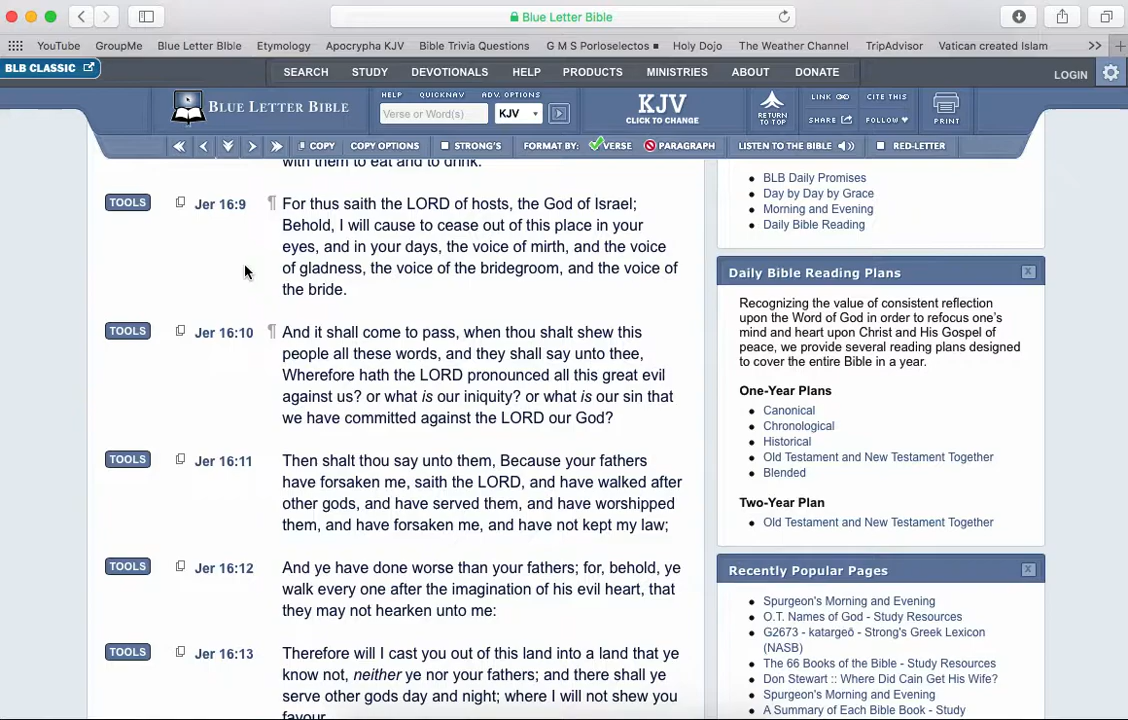 Blue Letter Bible
YouTube GroupMe Blue Letter BIble Etymology Apocrypha KJV Bible Trivia Questions G M S Porloselectos Holy Dojo The Weather Channel TripAdvisor Vatican created Islam >> +
BLB CLASSIC
SEARCH STUDY DEVOTIONALS HELP PRODUCTS MINISTRIES ABOUT DONATE LOGIN
BLUE LETTER BIBLE
HELP QUICKNAV ADV. OPTIONS
Verse or Word(s) KJV
KJV
CLICK TO CHANGE
RETURN
TO TOP
LINK CITE THIS
SHARE FOLLOW
PRINT
COPY COPY OPTIONS STRONG'S FORMAT BY: VERSE PARAGRAPH LISTEN TO THE BIBLE RED-LETTER
with them to eat and to drink.
TOOLS Jer 16:9 ¶ For thus saith the LORD of hosts, the God of Israel;
Behold, I will cause to cease out of this place in your
eyes, and in your days, the voice of mirth, and the voice
of gladness, the voice of the bridegroom, and the voice of
the bride.
TOOLS Jer 16:10 ¶ And it shall come to pass, when thou shalt shew this
people all these words, and they shall say unto thee,
Wherefore hath the LORD pronounced all this great evil
against us? or what is our iniquity? or what is our sin that
we have committed against the LORD our God?
TOOLS Jer 16:11 Then shalt thou say unto them, Because your fathers
have forsaken me, saith the LORD, and have walked after
other gods, and have served them, and have worshipped
them, and have forsaken me, and have not kept my law;
TOOLS Jer 16:12 And ye have done worse than your fathers; for, behold, ye
walk every one after the imagination of his evil heart, that
they may not hearken unto me:
TOOLS Jer 16:13 Therefore will I cast you out of this land into a land that ye
know not, neither ye nor your fathers; and there shall ye
serve other gods day and night; where I will not shew you
favour.
BLB Daily Promises
Day by Day by Grace
Morning and Evening
Daily Bible Reading
Daily Bible Reading Plans
Recognizing the value of consistent reflection
upon the Word of God in order to refocus one's
mind and heart upon Christ and His Gospel of
peace, we provide several reading plans designed
to cover the entire Bible in a year.
One-Year Plans
Canonical
Chronological
Historical
Old Testament and New Testament Together
Blended
Two-Year Plan
Old Testament and New Testament Together
Recently Popular Pages
Spurgeon's Morning and Evening
O.T. Names of God - Study Resources
G2673 - katargeō - Strong's Greek Lexicon
(NASB)
The 66 Books of the Bible - Study Resources
Don Stewart :: Where Did Cain Get His Wife?
Spurgeon's Morning and Evening
A Summary of Each Bible Book - Study